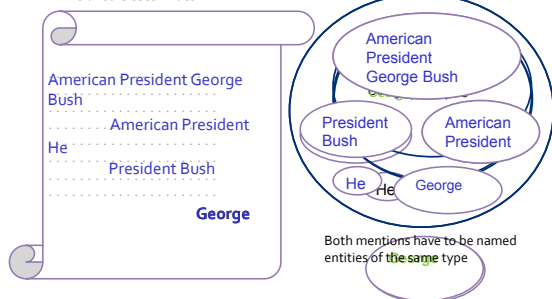 American President George
Bush
American President
He
President Bush
George
American
President
George Bush
President
Bush
American
President
He
He
George
Both mentions have to be named
entities of the same type
George